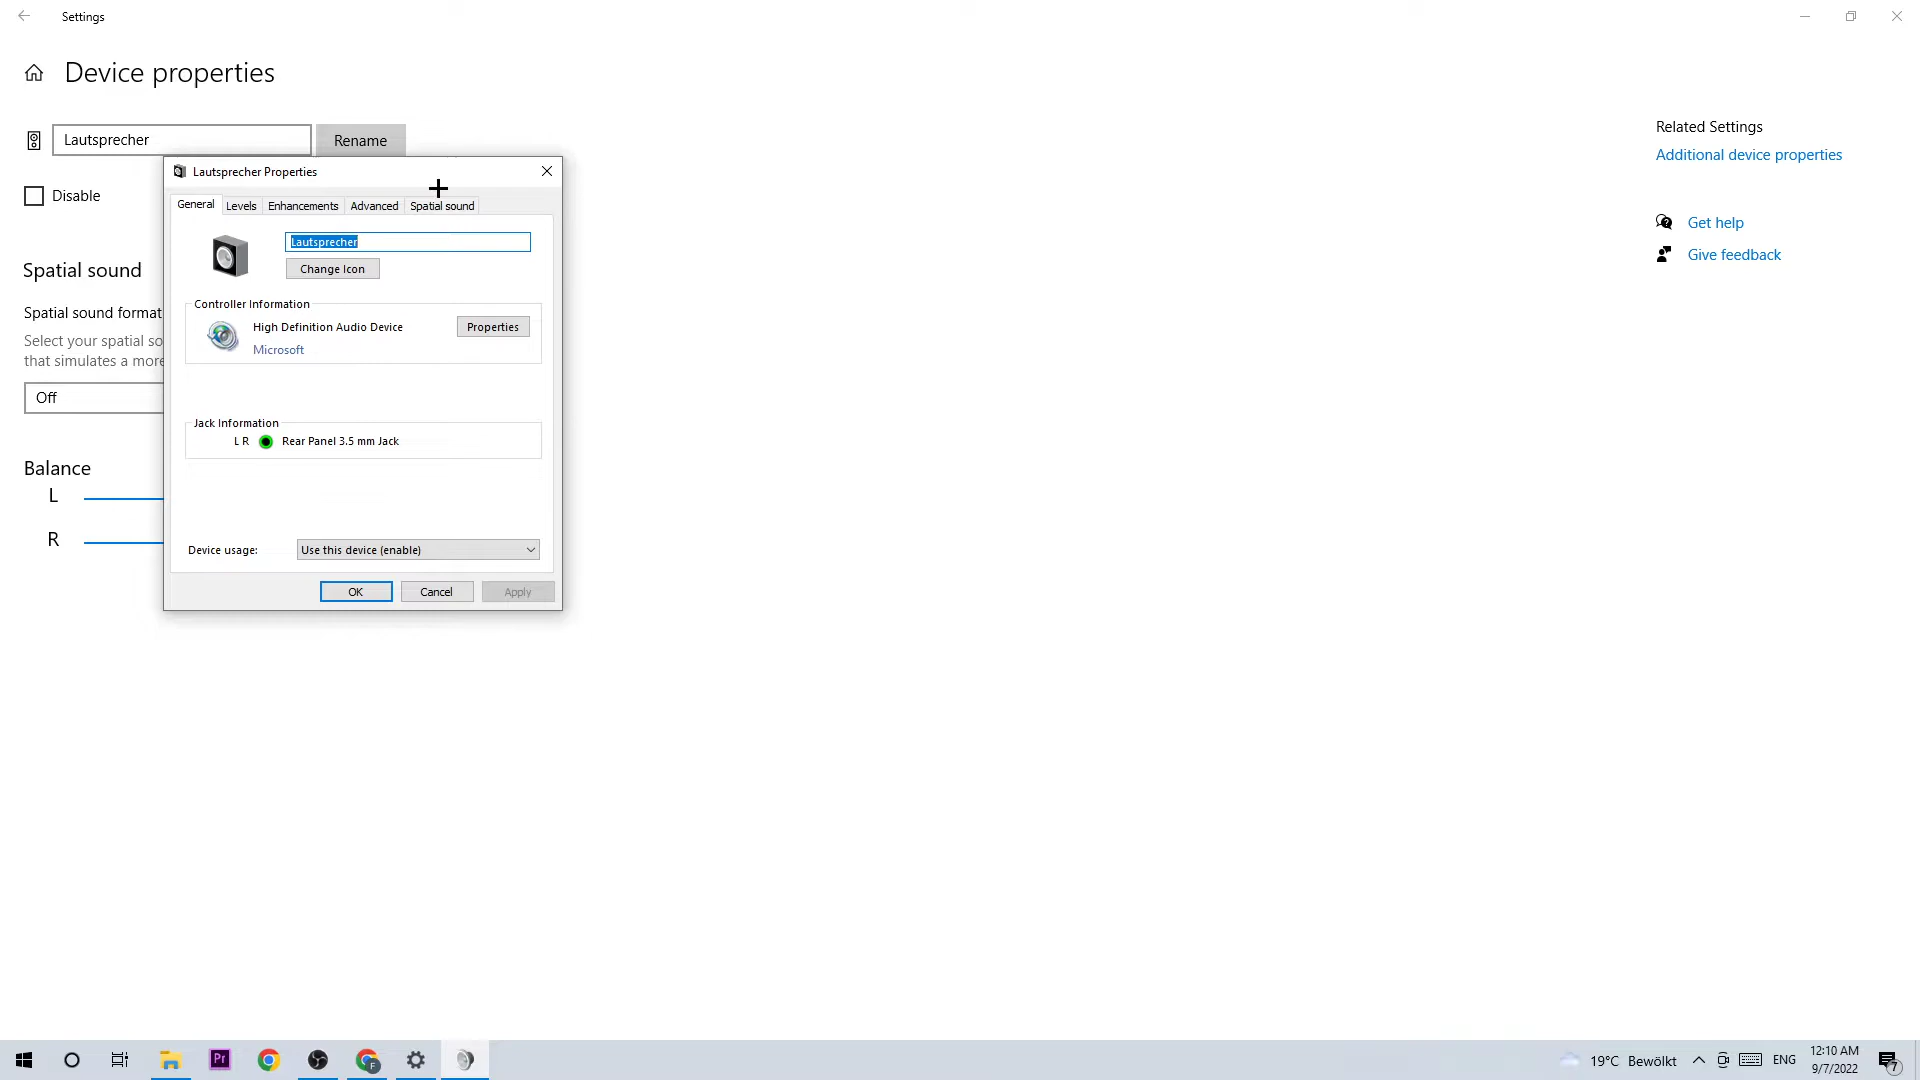 Settings
Device properties
Lautsprecher
Rename
Disable
Spatial sound
Spatial sound format
Select your spatial so
that simulates a more
Off
Balance
L
R
Lautsprecher Properties
General Levels Enhancements Advanced Spatial sound
Lautsprecher
Change Icon
Controller Information
High Definition Audio Device
Properties
Microsoft
Jack Information
L R Rear Panel 3.5 mm Jack
Device usage: Use this device (enable)
OK Cancel Apply
Related Settings
Additional device properties
Get help
Give feedback
Pr
F
19°C Bewölkt
ENG
12:10 AM
9/7/2022
7